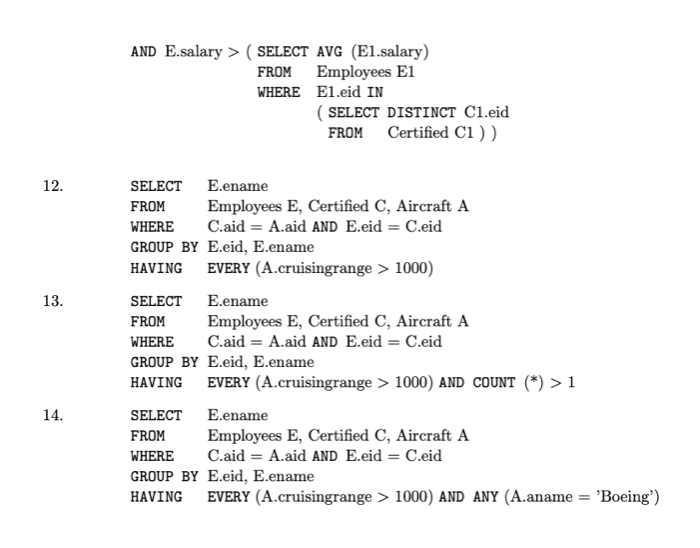 AND E.salary > ( SELECT AVG (E1.salary)
FROM Employees E1
WHERE E1.eid IN
( SELECT DISTINCT C1.eid
FROM Certified C1 ) )
12. SELECT E.ename
FROM Employees E, Certified C, Aircraft A
WHERE C.aid = A.aid AND E.eid = C.eid
GROUP BY E.eid, E.ename
HAVING EVERY (A.cruisingrange > 1000)
13. SELECT E.ename
FROM Employees E, Certified C, Aircraft A
WHERE C.aid = A.aid AND E.eid = C.eid
GROUP BY E.eid, E.ename
HAVING EVERY (A.cruisingrange > 1000) AND COUNT (*) > 1
14. SELECT E.ename
FROM Employees E, Certified C, Aircraft A
WHERE C.aid = A.aid AND E.eid = C.eid
GROUP BY E.eid, E.ename
HAVING EVERY (A.cruisingrange > 1000) AND ANY (A.aname = ’Boeing’)